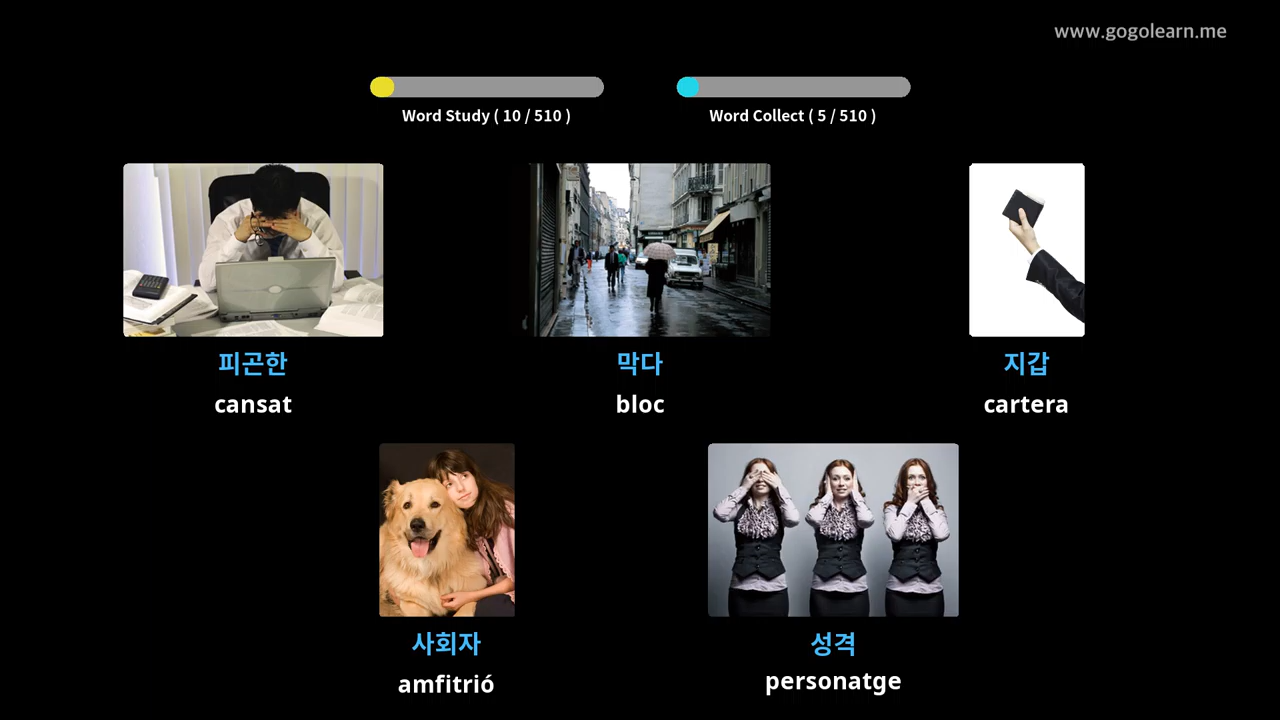 www.gogolearn.me
Word Study ( 10 / 510 )
Word Collect ( 5 / 510 )
피곤한
cansat
막다
bloc
지갑
cartera
사회자
amfitrió
성격
personatge